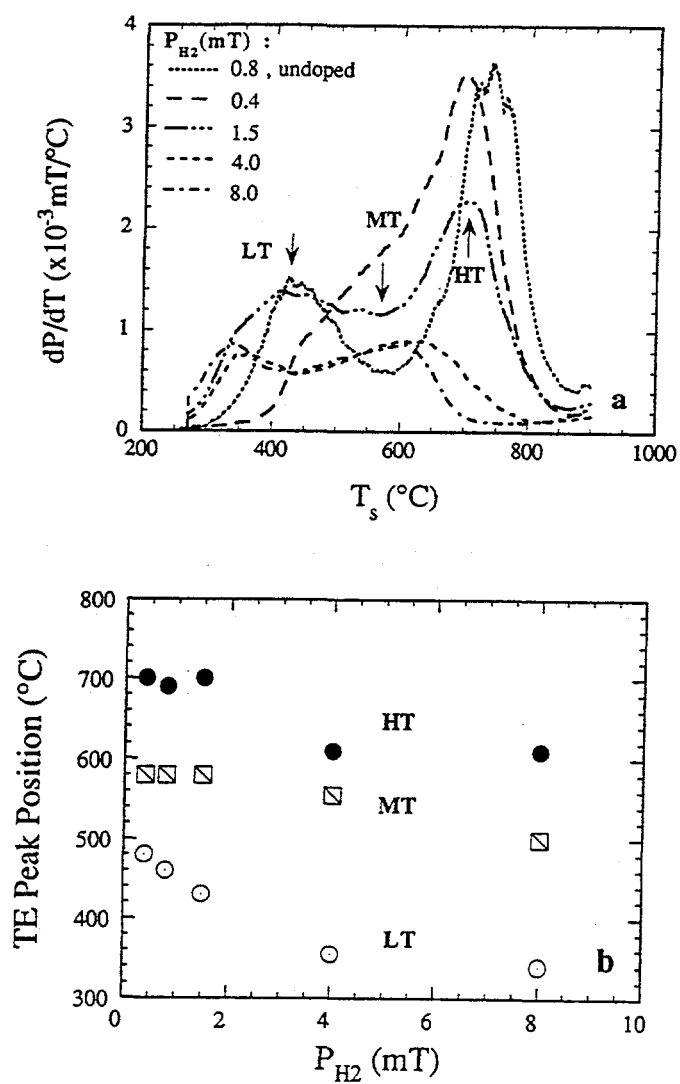 P_H2(mT) :
0.8 , undoped
0.4
1.5
4.0
8.0
LT
MT
HT
a
dP/dT (x10⁻³mT/°C)
4
3
2
1
0
200 400 600 800 1000
T_s (°C)
TE Peak Position (°C)
800
700
600
500
400
300
HT
MT
LT
b
0 2 4 6 8 10
P_H2 (mT)